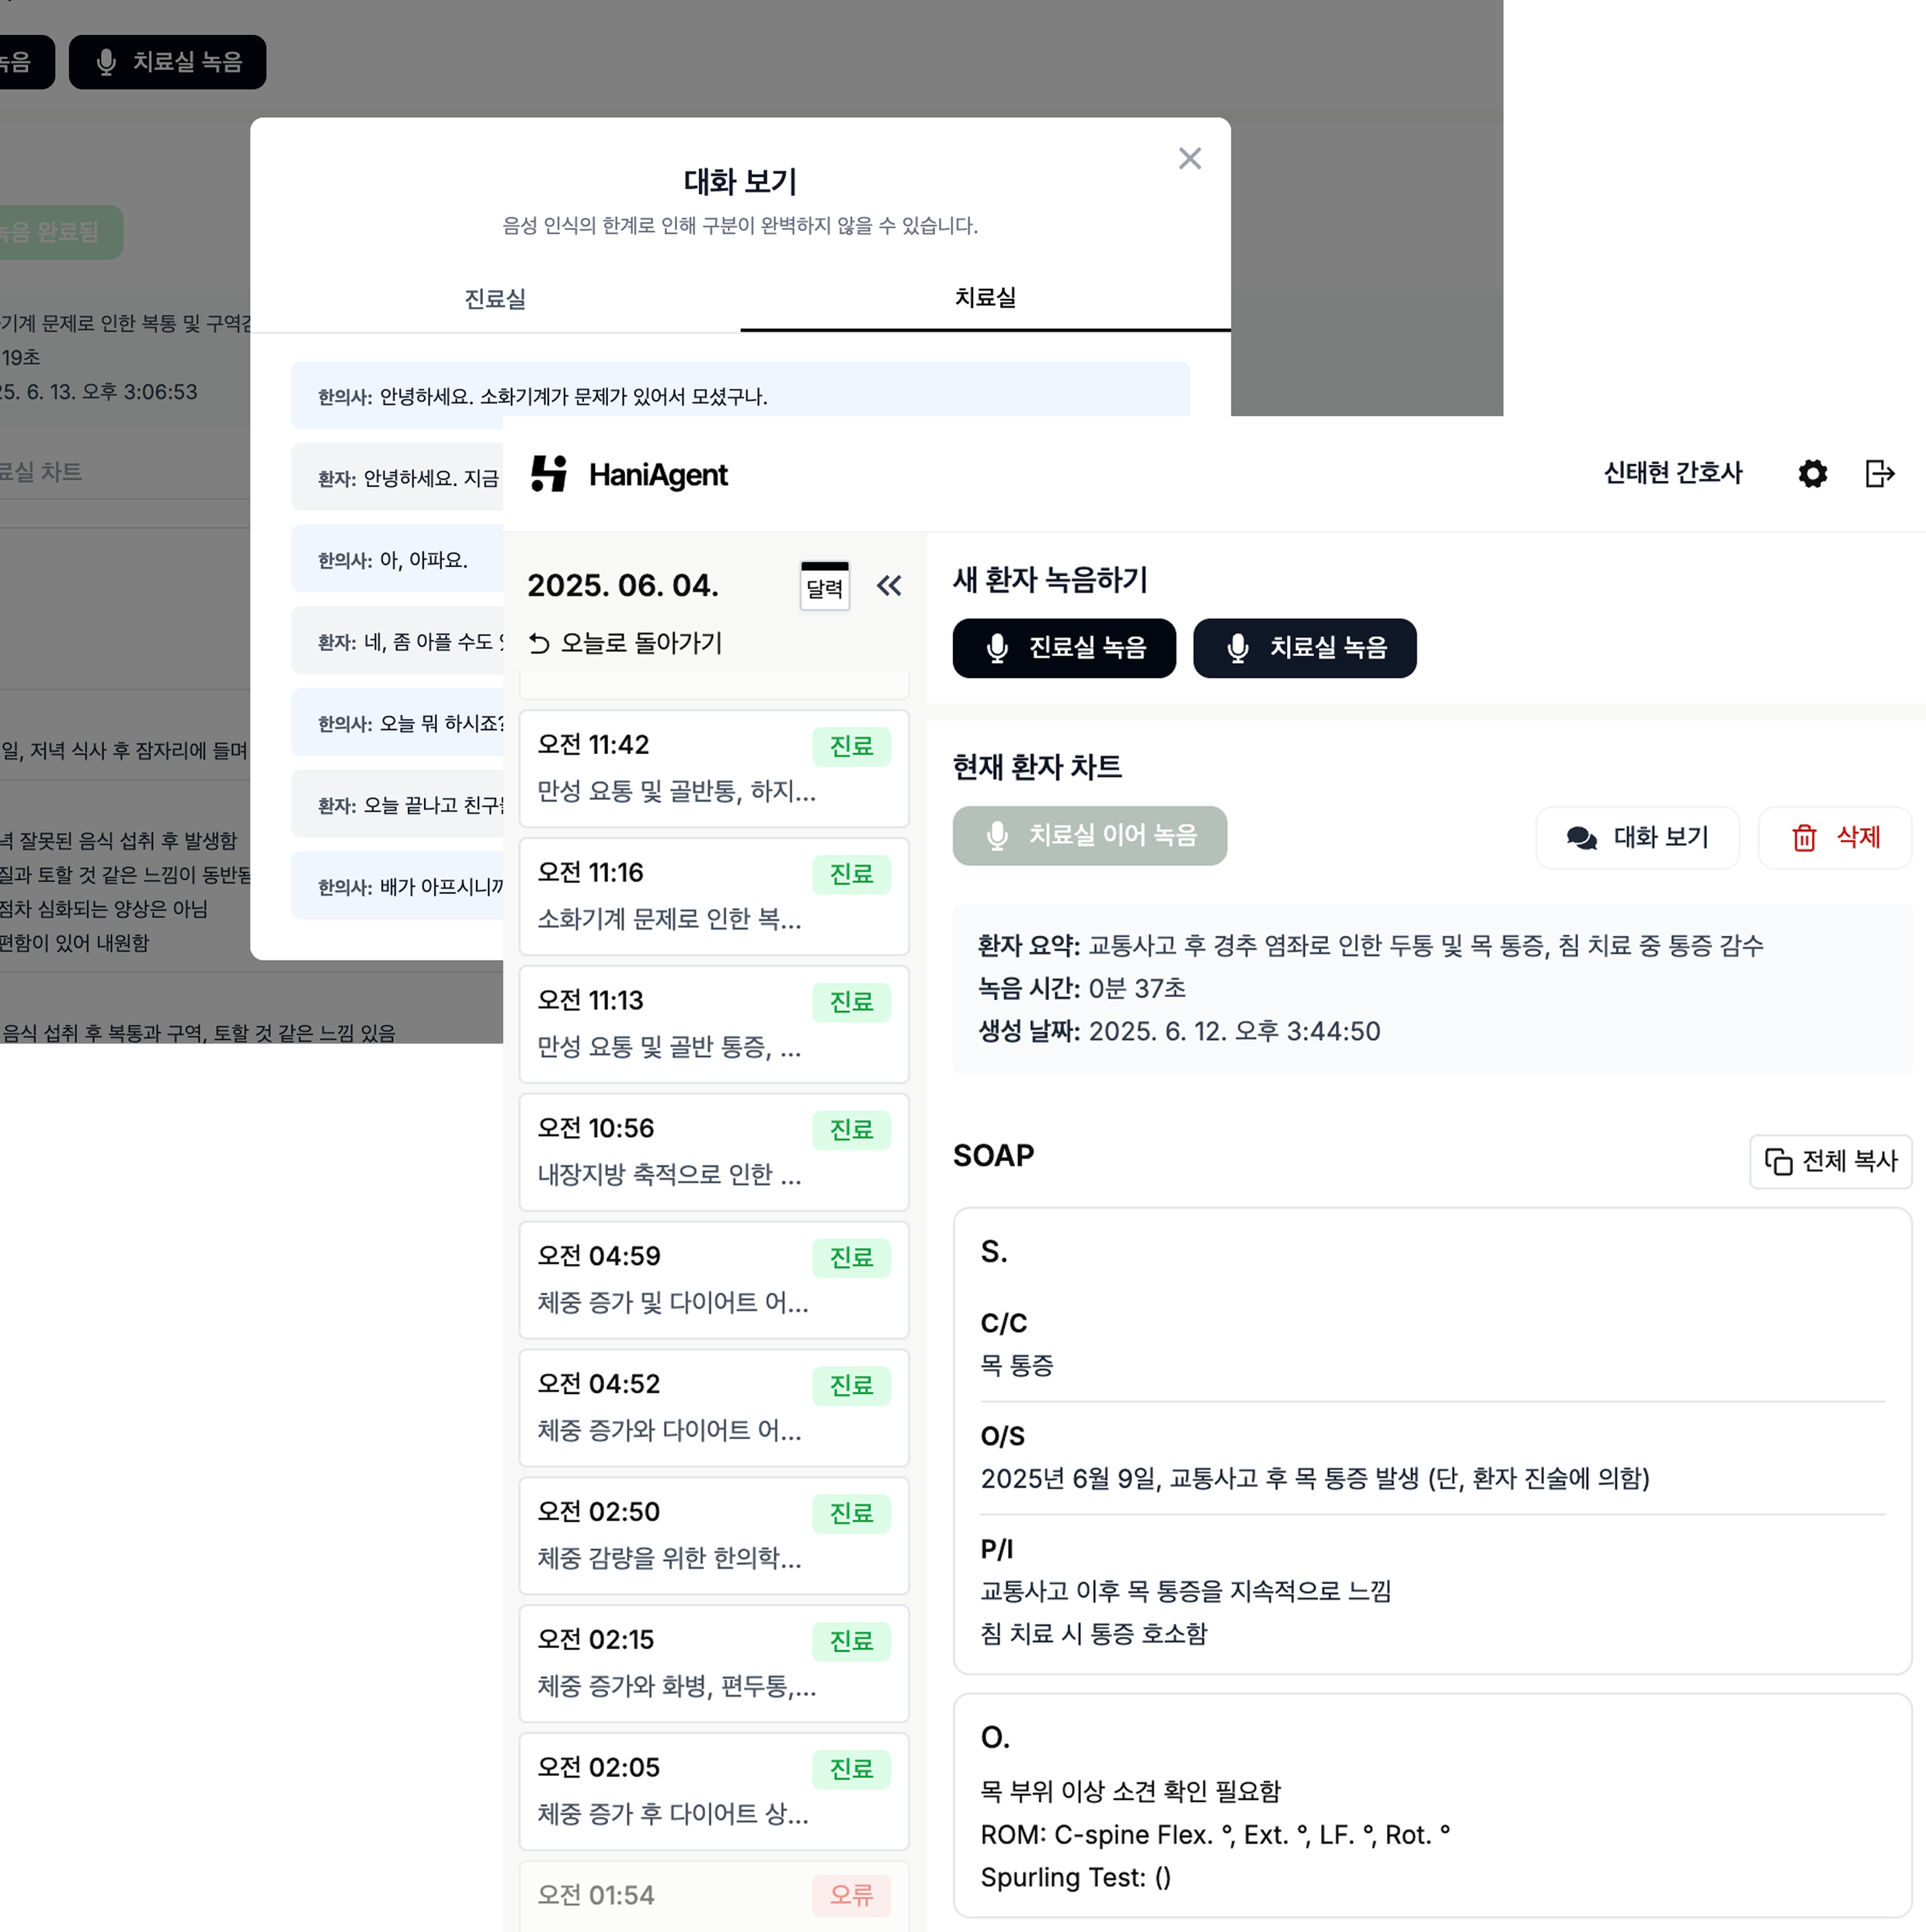 녹음
치료실 녹음
녹음 완료됨
기계 문제로 인한 복통 및 구역감
19초
25. 6. 13. 오후 3:06:53
료실 차트
일, 저녁 식사 후 잠자리에 들며
녁 잘못된 음식 섭취 후 발생함
질과 토할 것 같은 느낌이 동반됨
점차 심화되는 양상은 아님
편함이 있어 내원함
음식 섭취 후 복통과 구역, 토할 것 같은 느낌 있음
대화 보기
음성 인식의 한계로 인해 구분이 완벽하지 않을 수 있습니다.
진료실
치료실
한의사: 안녕하세요. 소화기계가 문제가 있어서 모셨구나.
환자: 안녕하세요. 지금
한의사: 아, 아파요.
환자: 네, 좀 아플 수도
한의사: 오늘 뭐 하시죠?
환자: 오늘 끝나고 친구
한의사: 배가 아프시니까
HaniAgent
신태현 간호사
2025. 06. 04.
달력
오늘로 돌아가기
오전 11:42
진료
만성 요통 및 골반통, 하지...
오전 11:16
진료
소화기계 문제로 인한 복...
오전 11:13
진료
만성 요통 및 골반 통증, ...
오전 10:56
진료
내장지방 축적으로 인한 ...
오전 04:59
진료
체중 증가 및 다이어트 어...
오전 04:52
진료
체중 증가와 다이어트 어...
오전 02:50
진료
체중 감량을 위한 한의학...
오전 02:15
진료
체중 증가와 화병, 편두통,...
오전 02:05
진료
체중 증가 후 다이어트 상...
오전 01:54
오류
새 환자 녹음하기
진료실 녹음
치료실 녹음
현재 환자 차트
치료실 이어 녹음
대화 보기
삭제
환자 요약: 교통사고 후 경추 염좌로 인한 두통 및 목 통증, 침 치료 중 통증 감수
녹음 시간: 0분 37초
생성 날짜: 2025. 6. 12. 오후 3:44:50
SOAP
전체 복사
S.
C/C
목 통증
O/S
2025년 6월 9일, 교통사고 후 목 통증 발생 (단, 환자 진술에 의함)
P/I
교통사고 이후 목 통증을 지속적으로 느낌
침 치료 시 통증 호소함
O.
목 부위 이상 소견 확인 필요함
ROM: C-spine Flex. °, Ext. °, LF. °, Rot. °
Spurling Test: ()